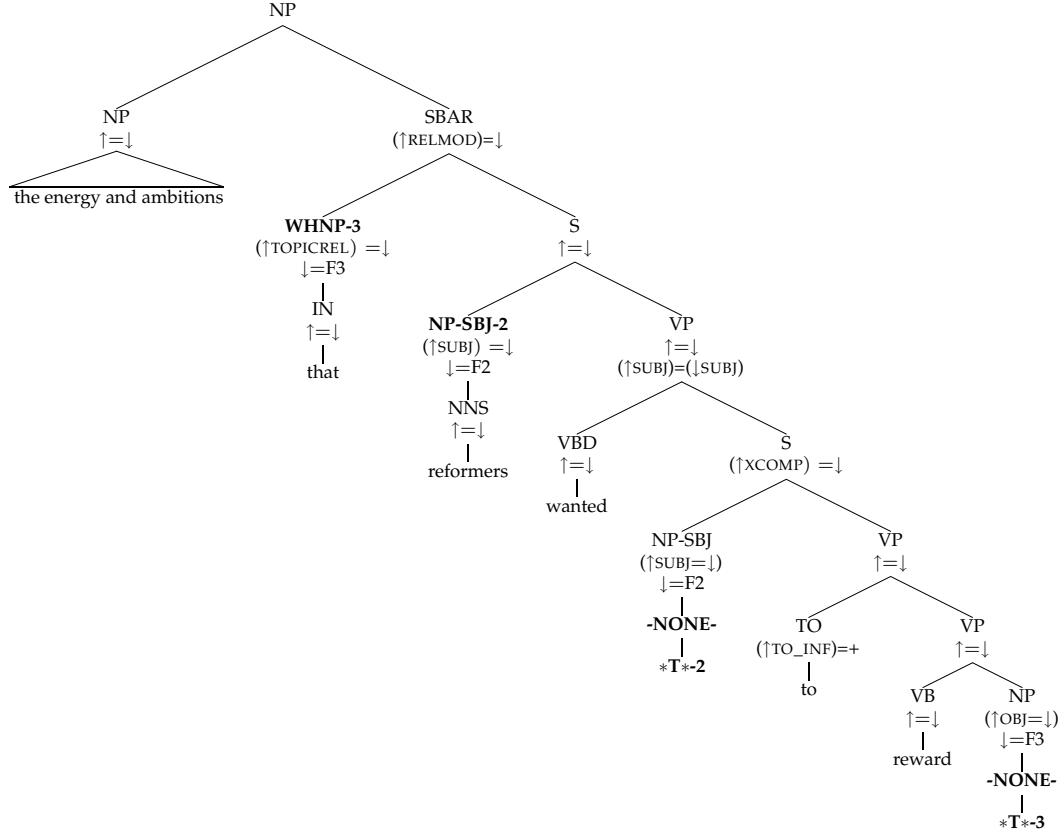 NP
NP SBAR
↑=↓ (↑RELMOD)=↓
the energy and ambitions
WHNP-3 S
(↑TOPICREL) =↓ ↑=↓
↓=F3
IN NP-SBJ-2 VP
↑=↓ (↑SUBJ) =↓ ↑=↓
that ↓=F2 (↑SUBJ)=(↓SUBJ)
NNS
↑=↓ VBD S
reformers ↑=↓ (↑XCOMP) =↓
wanted
NP-SBJ VP
(↑SUBJ=↓) ↑=↓
↓=F2
-NONE- TO VP
(↑TO_INF)=+ ↑=↓
∗T∗-2 to
VB NP
↑=↓ (↑OBJ=↓)
reward ↓=F3
-NONE-
∗T∗-3